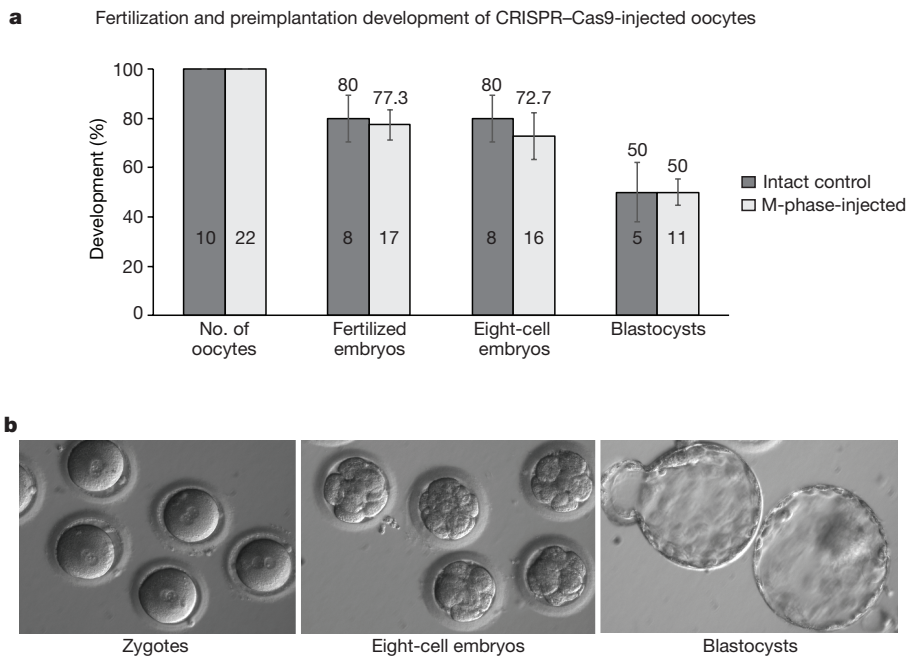 a
Fertilization and preimplantation development of CRISPR–Cas9-injected oocytes
Development (%)
100
80
60
40
20
0
10
22
80
77.3
8
17
80
72.7
8
16
50
50
5
11
No. of
oocytes
Fertilized
embryos
Eight-cell
embryos
Blastocysts
Intact control
M-phase-injected
b
Zygotes
Eight-cell embryos
Blastocysts